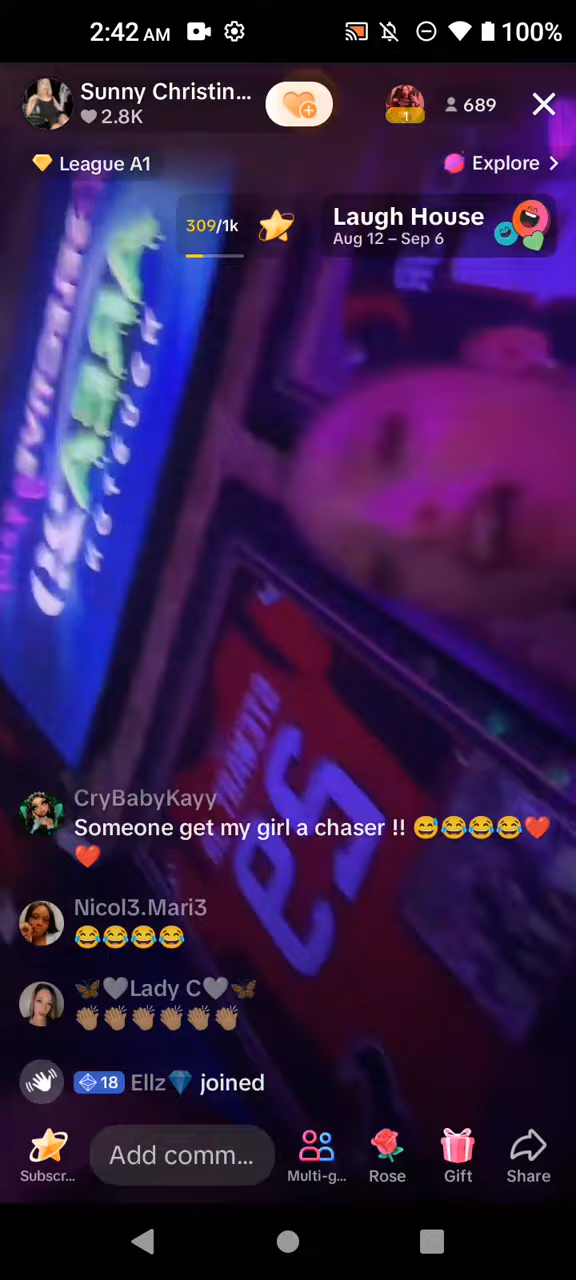 2:42 AM
100%
Sunny Christin...
2.8K
1
689
League A1
Explore >
309/1k
Laugh House
Aug 12 – Sep 6
CryBabyKayy
Someone get my girl a chaser !! 😅😂😂😂❤️
❤️
Nicol3.Mari3
😂😂😂😂
🦋🩶Lady C🩶🦋
👏🏼👏🏼👏🏼👏🏼👏🏼👏🏼
18 Ellz💎 joined
Subscr...
Add comm...
Multi-g...
Rose
Gift
Share